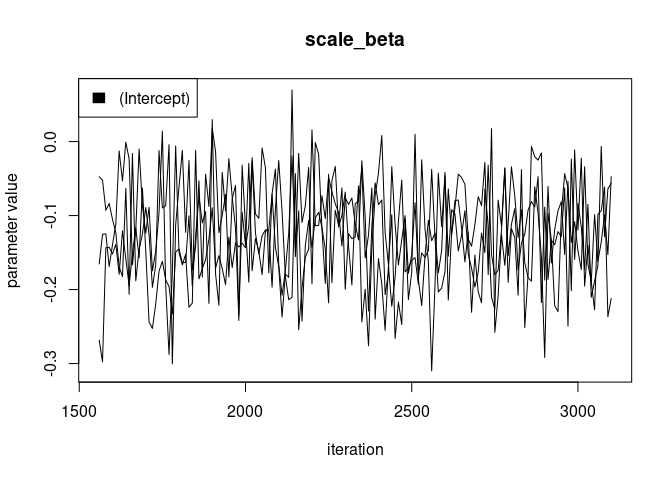 scale_beta
(Intercept)
0.0
-0.1
-0.2
-0.3
parameter value
1500 2000 2500 3000
iteration